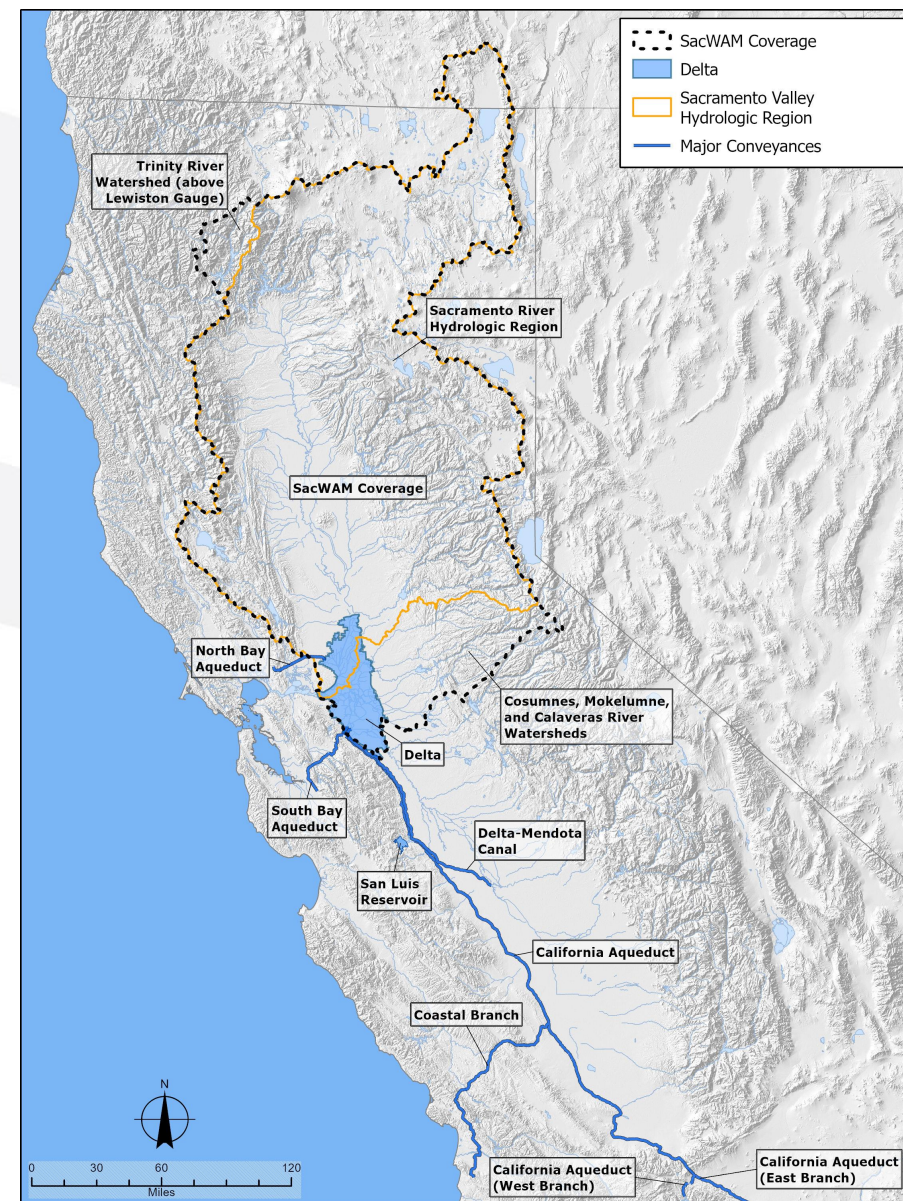 SacWAM Coverage
Delta
Sacramento Valley
Hydrologic Region
Major Conveyances
Trinity River
Watershed (above
Lewiston Gauge)
Sacramento River
Hydrologic Region
SacWAM Coverage
North Bay
Aqueduct
Cosumnes, Mokelumne,
and Calaveras River
Watersheds
Delta
South Bay
Aqueduct
Delta-Mendota
Canal
San Luis
Reservoir
California Aqueduct
Coastal Branch
California Aqueduct
(West Branch)
California Aqueduct
(East Branch)
N
0 30 60 120
Miles